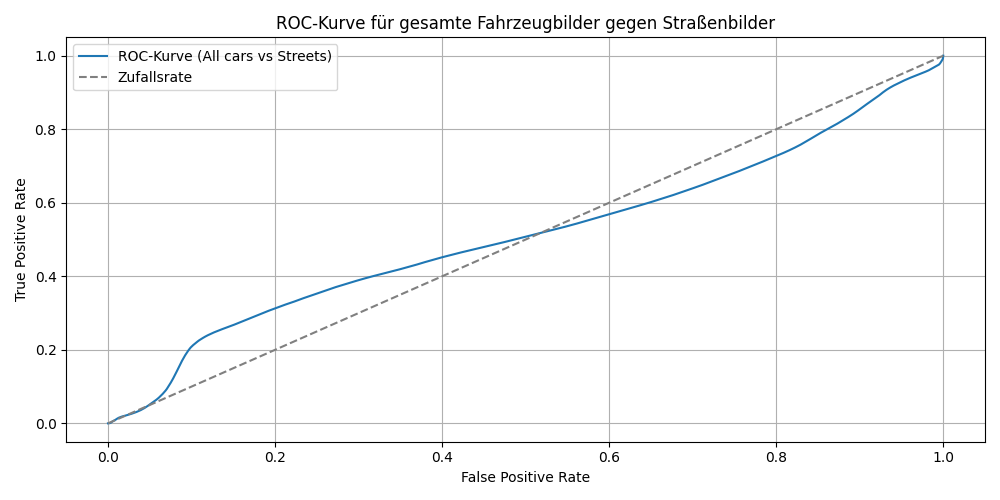 ROC-Kurve für gesamte Fahrzeugbilder gegen Straßenbilder
ROC-Kurve (All cars vs Streets)
Zufallsrate
True Positive Rate
1.0
0.8
0.6
0.4
0.2
0.0
0.0 0.2 0.4 0.6 0.8 1.0
False Positive Rate